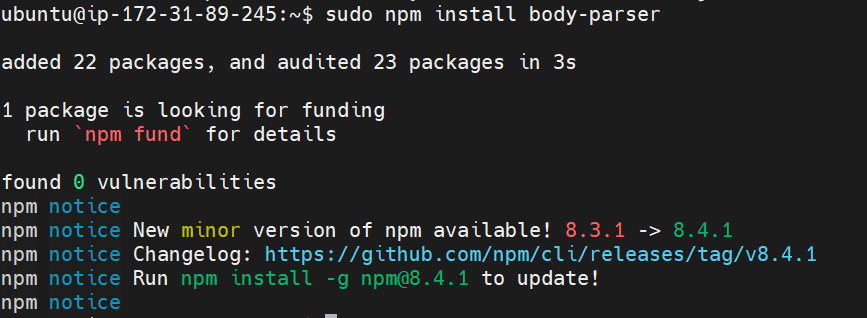 ubuntu@ip-172-31-89-245:~$ sudo npm install body-parser
added 22 packages, and audited 23 packages in 3s
1 package is looking for funding
  run `npm fund` for details
found 0 vulnerabilities
npm notice
npm notice New minor version of npm available! 8.3.1 -> 8.4.1
npm notice Changelog: https://github.com/npm/cli/releases/tag/v8.4.1
npm notice Run npm install -g npm@8.4.1 to update!
npm notice